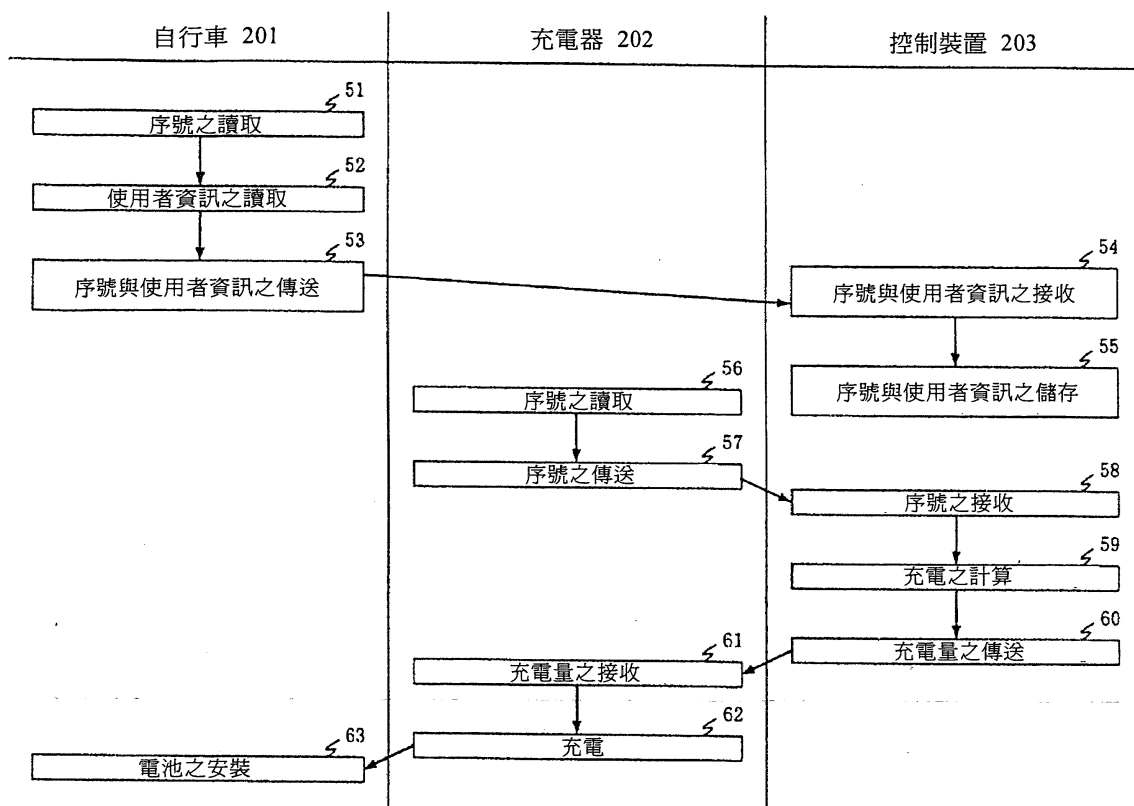 自行車 201
充電器 202
控制裝置 203
51
序號之讀取
52
使用者資訊之讀取
53
序號與使用者資訊之傳送
54
序號與使用者資訊之接收
55
序號與使用者資訊之儲存
56
序號之讀取
57
序號之傳送
58
序號之接收
59
充電之計算
60
充電量之傳送
61
充電量之接收
62
充電
63
電池之安裝